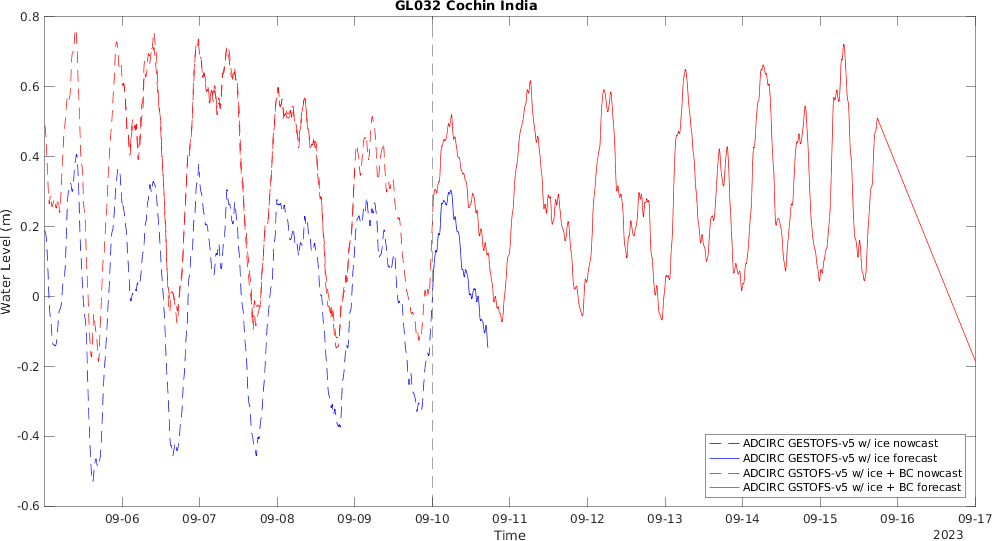 GL032 Cochin India
0.8
0.6
0.4
0.2
0
-0.2
-0.4
-0.6
Water Level (m)
ADCIRC GESTOFS-v5 w/ ice nowcast
ADCIRC GESTOFS-v5 w/ ice forecast
ADCIRC GSTOFS-v5 w/ ice + BC nowcast
ADCIRC GSTOFS-v5 w/ ice + BC forecast
09-06 09-07 09-08 09-09 09-10 09-11 09-12 09-13 09-14 09-15 09-16 09-17
Time
2023